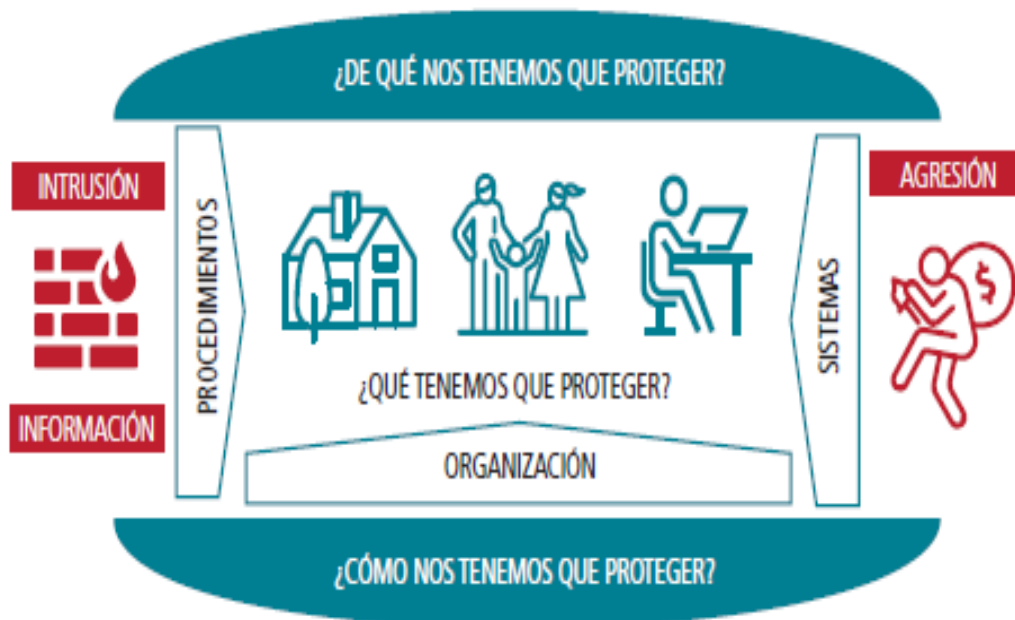 ¿DE QUÉ NOS TENEMOS QUE PROTEGER?
INTRUSIÓN
AGRESIÓN
PROCEDIMIENTOS
$
SISTEMAS
¿QUÉ TENEMOS QUE PROTEGER?
INFORMACIÓN
ORGANIZACIÓN
¿CÓMO NOS TENEMOS QUE PROTEGER?